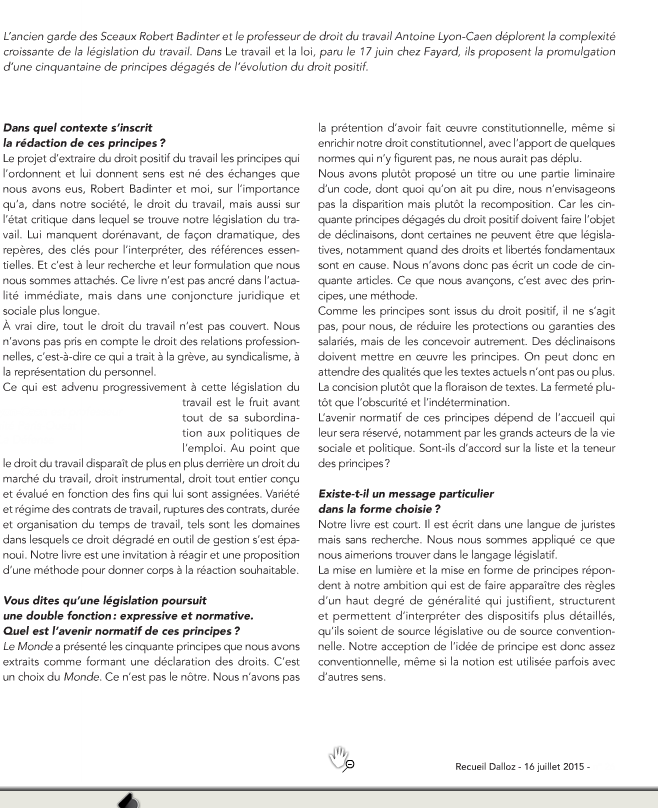 L'ancien garde des Sceaux Robert Badinter et le professeur de droit du travail Antoine Lyon-Caen déplorent la complexité
croissante de la législation du travail. Dans Le travail et la loi, paru le 17 juin chez Fayard, ils proposent la promulgation
d'une cinquantaine de principes dégagés de l'évolution du droit positif.
Dans quel contexte s'inscrit
la rédaction de ces principes ?
Le projet d'extraire du droit positif du travail les principes qui
l'ordonnent et lui donnent sens est né des échanges que
nous avons eus, Robert Badinter et moi, sur l'importance
qu'a, dans notre société, le droit du travail, mais aussi sur
l'état critique dans lequel se trouve notre législation du tra-
vail. Lui manquent dorénavant, de façon dramatique, des
repères, des clés pour l'interpréter, des références essen-
tielles. Et c'est à leur recherche et leur formulation que nous
nous sommes attachés. Ce livre n'est pas ancré dans l'actua-
lité immédiate, mais dans une conjoncture juridique et
sociale plus longue.
À vrai dire, tout le droit du travail n'est pas couvert. Nous
n'avons pas pris en compte le droit des relations profession-
nelles, c'est-à-dire ce qui a trait à la grève, au syndicalisme, à
la représentation du personnel.
Ce qui est advenu progressivement à cette législation du
travail est le fruit avant
tout de sa subordina-
tion aux politiques de
l'emploi. Au point que
le droit du travail disparaît de plus en plus derrière un droit du
marché du travail, droit instrumental, droit tout entier conçu
et évalué en fonction des fins qui lui sont assignées. Variété
et régime des contrats de travail, ruptures des contrats, durée
et organisation du temps de travail, tels sont les domaines
dans lesquels ce droit dégradé en outil de gestion s'est épa-
noui. Notre livre est une invitation à réagir et une proposition
d'une méthode pour donner corps à la réaction souhaitable.
Vous dites qu'une législation poursuit
une double fonction : expressive et normative.
Quel est l'avenir normatif de ces principes ?
Le Monde a présenté les cinquante principes que nous avons
extraits comme formant une déclaration des droits. C'est
un choix du Monde. Ce n'est pas le nôtre. Nous n'avons pas
la prétention d'avoir fait œuvre constitutionnelle, même si
enrichir notre droit constitutionnel, avec l'apport de quelques
normes qui n'y figurent pas, ne nous aurait pas déplu.
Nous avons plutôt proposé un titre ou une partie liminaire
d'un code, dont quoi qu'on ait pu dire, nous n'envisageons
pas la disparition mais plutôt la recomposition. Car les cin-
quante principes dégagés du droit positif doivent faire l'objet
de déclinaisons, dont certaines ne peuvent être que législa-
tives, notamment quand des droits et libertés fondamentaux
sont en cause. Nous n'avons donc pas écrit un code de cin-
quante articles. Ce que nous avançons, c'est avec des prin-
cipes, une méthode.
Comme les principes sont issus du droit positif, il ne s'agit
pas, pour nous, de réduire les protections ou garanties des
salariés, mais de les concevoir autrement. Des déclinaisons
doivent mettre en œuvre les principes. On peut donc en
attendre des qualités que les textes actuels n'ont pas ou plus.
La concision plutôt que la floraison de textes. La fermeté plu-
tôt que l'obscurité et l'indétermination.
L'avenir normatif de ces principes dépend de l'accueil qui
leur sera réservé, notamment par les grands acteurs de la vie
sociale et politique. Sont-ils d'accord sur la liste et la teneur
des principes ?
Existe-t-il un message particulier
dans la forme choisie ?
Notre livre est court. Il est écrit dans une langue de juristes
mais sans recherche. Nous nous sommes appliqué ce que
nous aimerions trouver dans le langage législatif.
La mise en lumière et la mise en forme de principes répon-
dent à notre ambition qui est de faire apparaître des règles
d'un haut degré de généralité qui justifient, structurent
et permettent d'interpréter des dispositifs plus détaillés,
qu'ils soient de source législative ou de source convention-
nelle. Notre acception de l'idée de principe est donc assez
conventionnelle, même si la notion est utilisée parfois avec
d'autres sens.
Recueil Dalloz - 16 juillet 2015 -